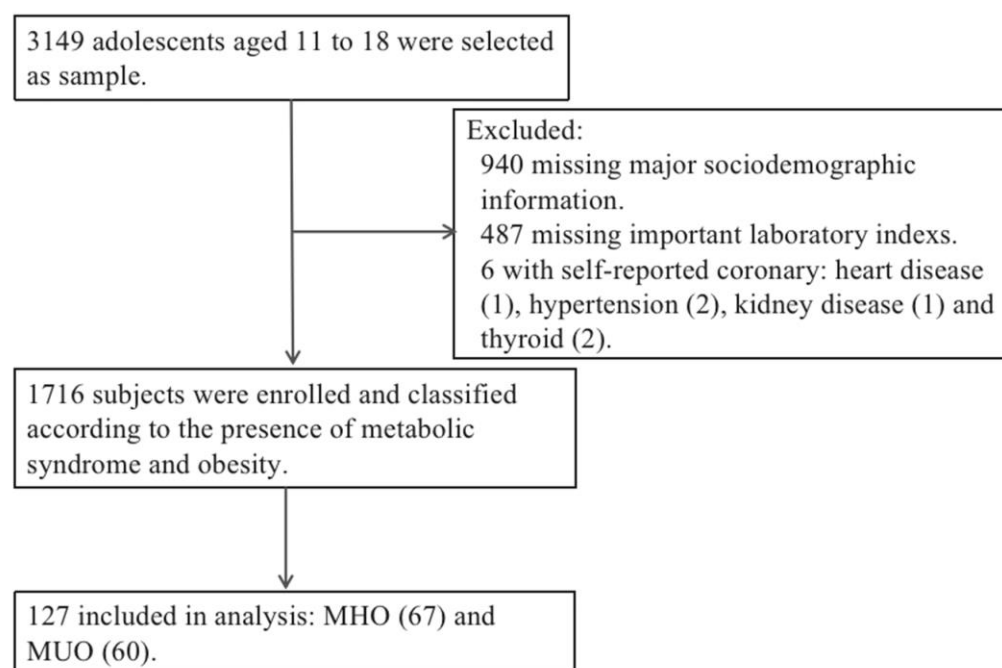 3149 adolescents aged 11 to 18 were selected
as sample.
Excluded:
940 missing major sociodemographic
information.
487 missing important laboratory indexs.
6 with self-reported coronary: heart disease
(1), hypertension (2), kidney disease (1) and
thyroid (2).
1716 subjects were enrolled and classified
according to the presence of metabolic
syndrome and obesity.
127 included in analysis: MHO (67) and
MUO (60).